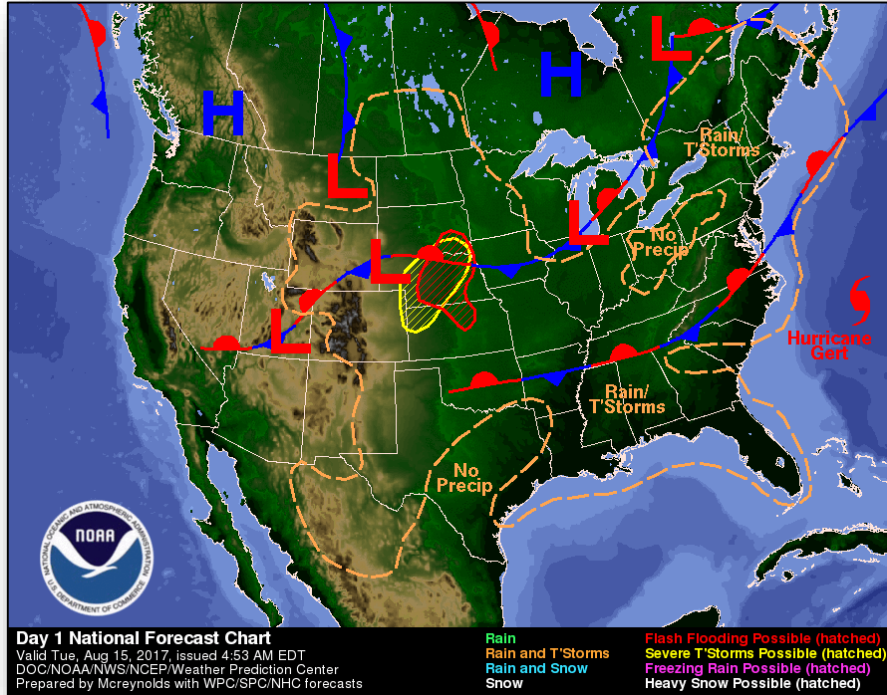 H
H
L
L
L
L
L
Rain/
T'Storms
No
Precip
Hurricane
Gert
Rain/
T'Storms
No
Precip
NATIONAL OCEANIC AND ATMOSPHERIC ADMINISTRATION
NOAA
U.S. DEPARTMENT OF COMMERCE
Day 1 National Forecast Chart
Valid Tue, Aug 15, 2017, issued 4:53 AM EDT
DOC/NOAA/NWS/NCEP/Weather Prediction Center
Prepared by Mcreynolds with WPC/SPC/NHC forecasts
Rain
Rain and T'Storms
Rain and Snow
Snow
Flash Flooding Possible (hatched)
Severe T'Storms Possible (hatched)
Freezing Rain Possible (hatched)
Heavy Snow Possible (hatched)